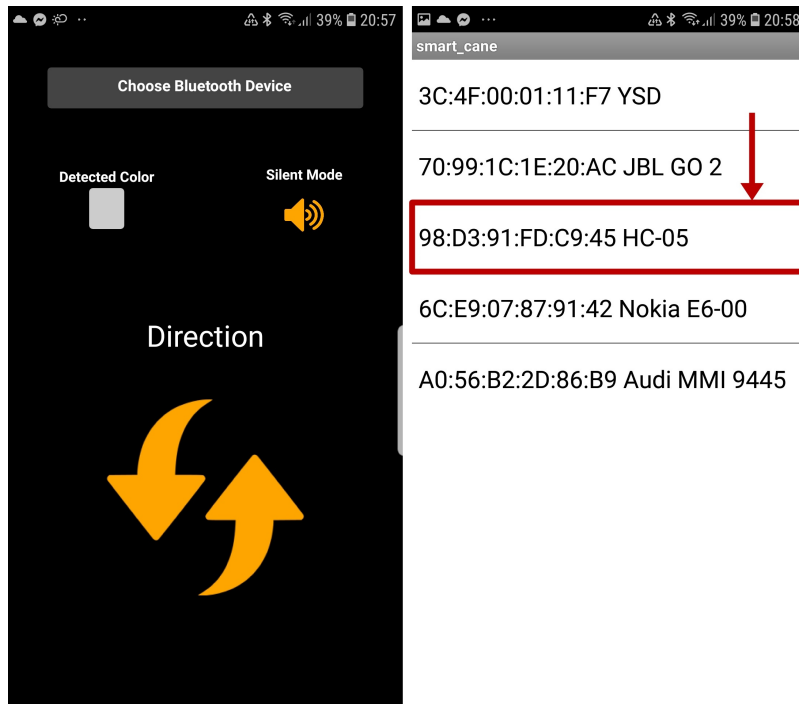 39% 20:57
Choose Bluetooth Device
Detected Color
Silent Mode
Direction
39% 20:58
smart_cane
3C:4F:00:01:11:F7 YSD
70:99:1C:1E:20:AC JBL GO 2
98:D3:91:FD:C9:45 HC-05
6C:E9:07:87:91:42 Nokia E6-00
A0:56:B2:2D:86:B9 Audi MMI 9445